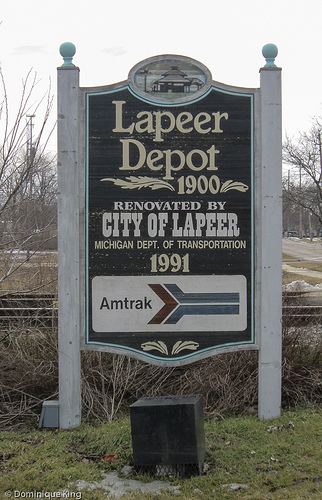 Lapeer
Depot
1900
RENOVATED BY
CITY OF LAPEER
MICHIGAN DEPT. OF TRANSPORTATION
1991
Amtrak
© Dominique King